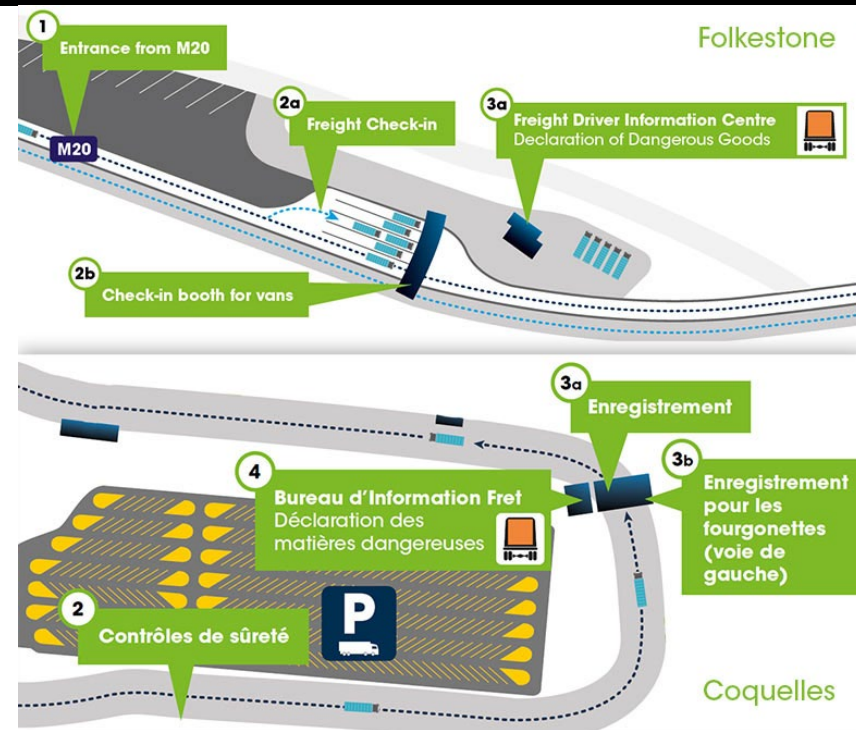 1
Entrance from M20
Folkestone
2a
Freight Check-in
3a
Freight Driver Information Centre
Declaration of Dangerous Goods
M20
2b
Check-in booth for vans
3a
Enregistrement
3b
Enregistrement
pour les
fourgonettes
(voie de
gauche)
4
Bureau d’Information Fret
Déclaration des
matières dangereuses
P
2
Contrôles de sûreté
Coquelles